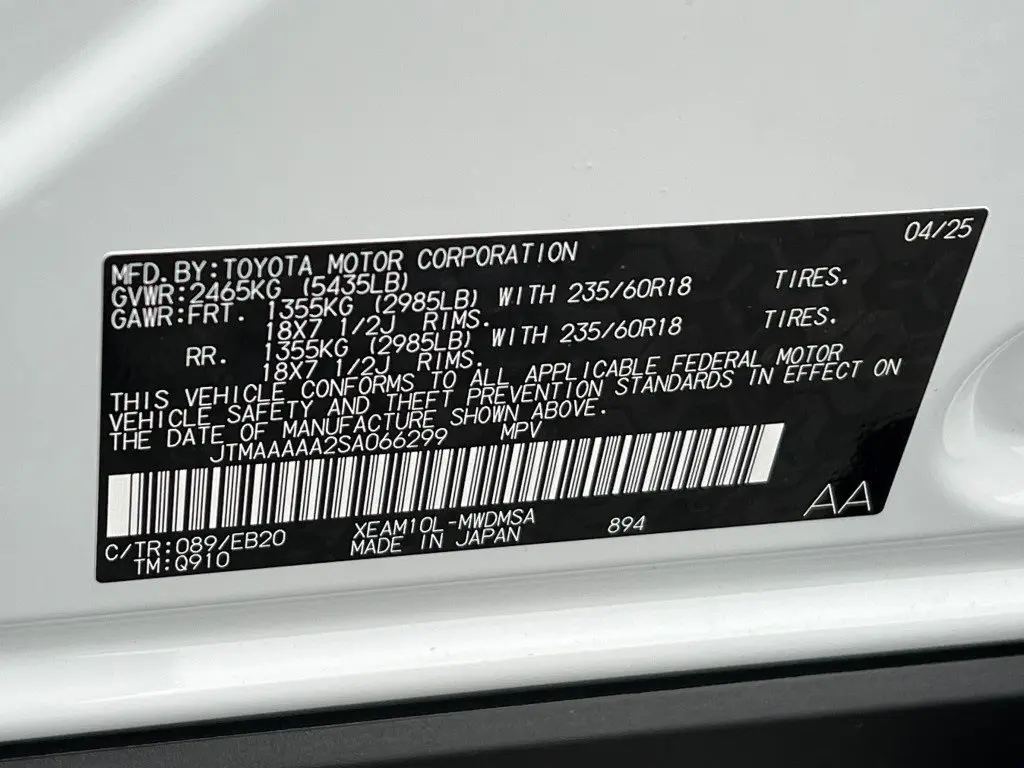 04/25
MFD.BY:TOYOTA MOTOR CORPORATION
GVWR:2465KG (5435LB)
GAWR:FRT. 1355KG (2985LB) WITH 235/60R18 TIRES.
18X7 1/2J RIMS.
RR. 1355KG (2985LB) WITH 235/60R18 TIRES.
18X7 1/2J RIMS.
THIS VEHICLE CONFORMS TO ALL APPLICABLE FEDERAL MOTOR
VEHICLE SAFETY AND THEFT PREVENTION STANDARDS IN EFFECT ON
THE DATE OF MANUFACTURE SHOWN ABOVE.
JTMAAAAA2SA066299 MPV
C/TR:089/EB20 XEAM10L-MWDMSA 894 AA
TM:Q910 MADE IN JAPAN